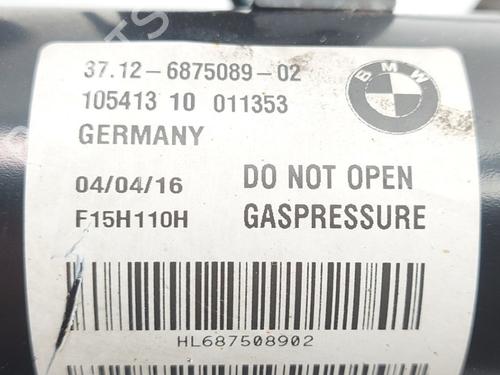 37.12-6875089-02
105413 10 011353
GERMANY
BMW
04/04/16
DO NOT OPEN
F15H110H
GASPRESSURE
HL687508902